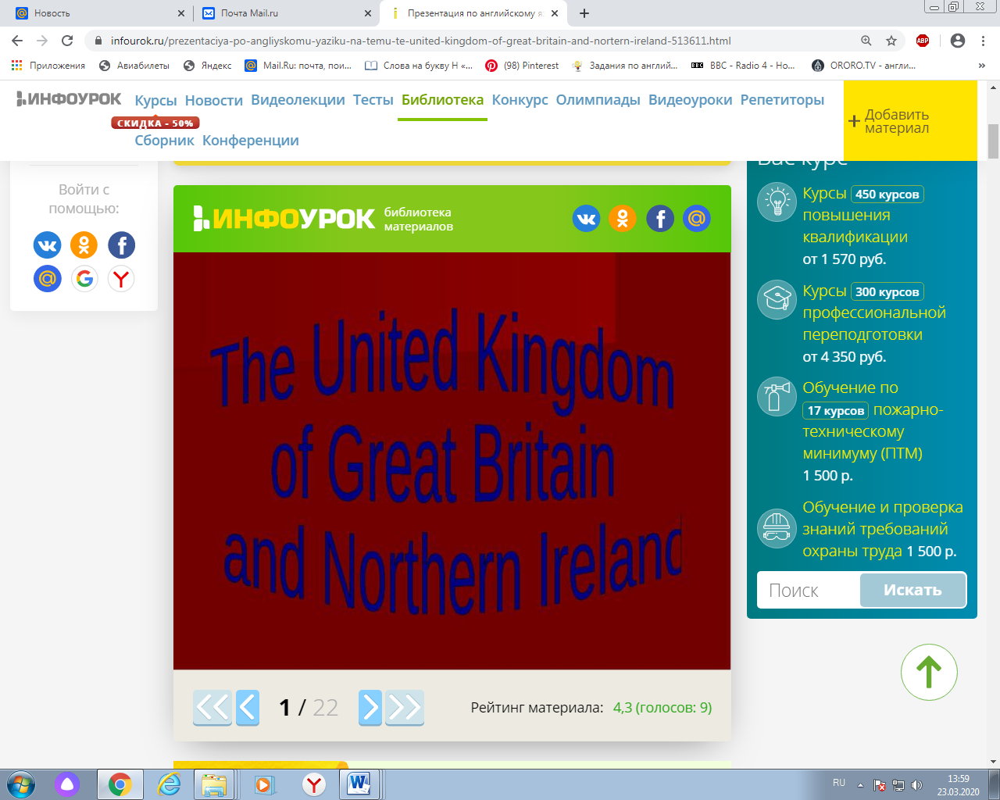 Новость
Почта Mail.ru
Презентация по английскому яз
infourok.ru/prezentaciya-po-angliyskomu-yaziku-na-temu-te-united-kingdom-of-great-britain-and-nortern-ireland-513611.html
ABP
Приложения
Авиабилеты
Яндекс
Mail.Ru: почта, пои...
Слова на букву Н «...
(98) Pinterest
Задания по англий...
BBC
BBC - Radio 4 - Ho...
ORORO.TV - англи...
»
ИНФОУРОК
Курсы Новости Видеолекции Тесты Библиотека Конкурс Олимпиады Видеоуроки Репетиторы
СКИДКА - 50%
Сборник Конференции
+ Добавить
материал
Вас курс
Войти с
помощью:
ИНФОУРОК
библиотека
материалов
The United Kingdom
of Great Britain
and Northern Ireland
1 / 22
Рейтинг материала: 4,3 (голосов: 9)
Курсы 450 курсов
повышения
квалификации
от 1 570 руб.
Курсы 300 курсов
профессиональной
переподготовки
от 4 350 руб.
Обучение по
17 курсов пожарно-
техническому
минимуму (ПТМ)
1 500 р.
Обучение и проверка
знаний требований
охраны труда 1 500 р.
Поиск
Искать
RU
13:59
23.03.2020